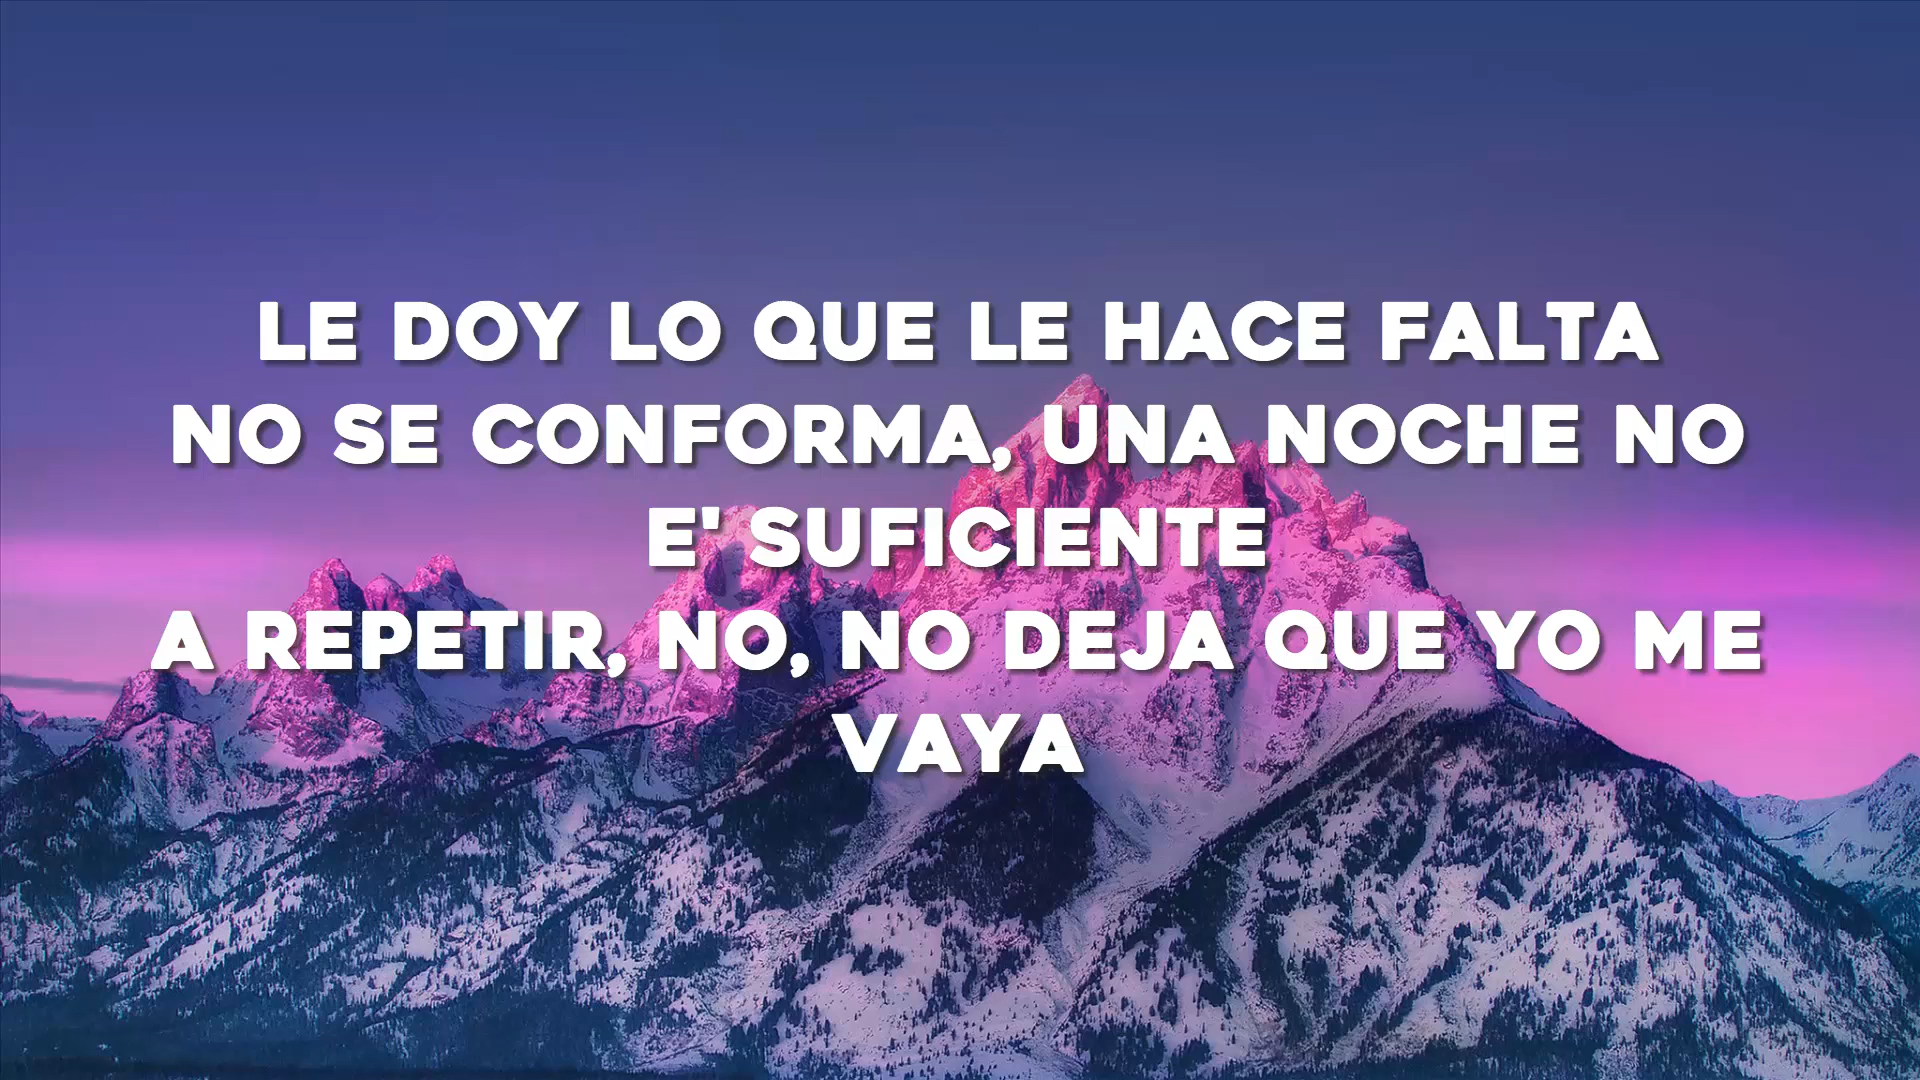 LE DOY LO QUE LE HACE FALTA
NO SE CONFORMA, UNA NOCHE NO
E' SUFICIENTE
A REPETIR, NO, NO DEJA QUE YO ME
VAYA